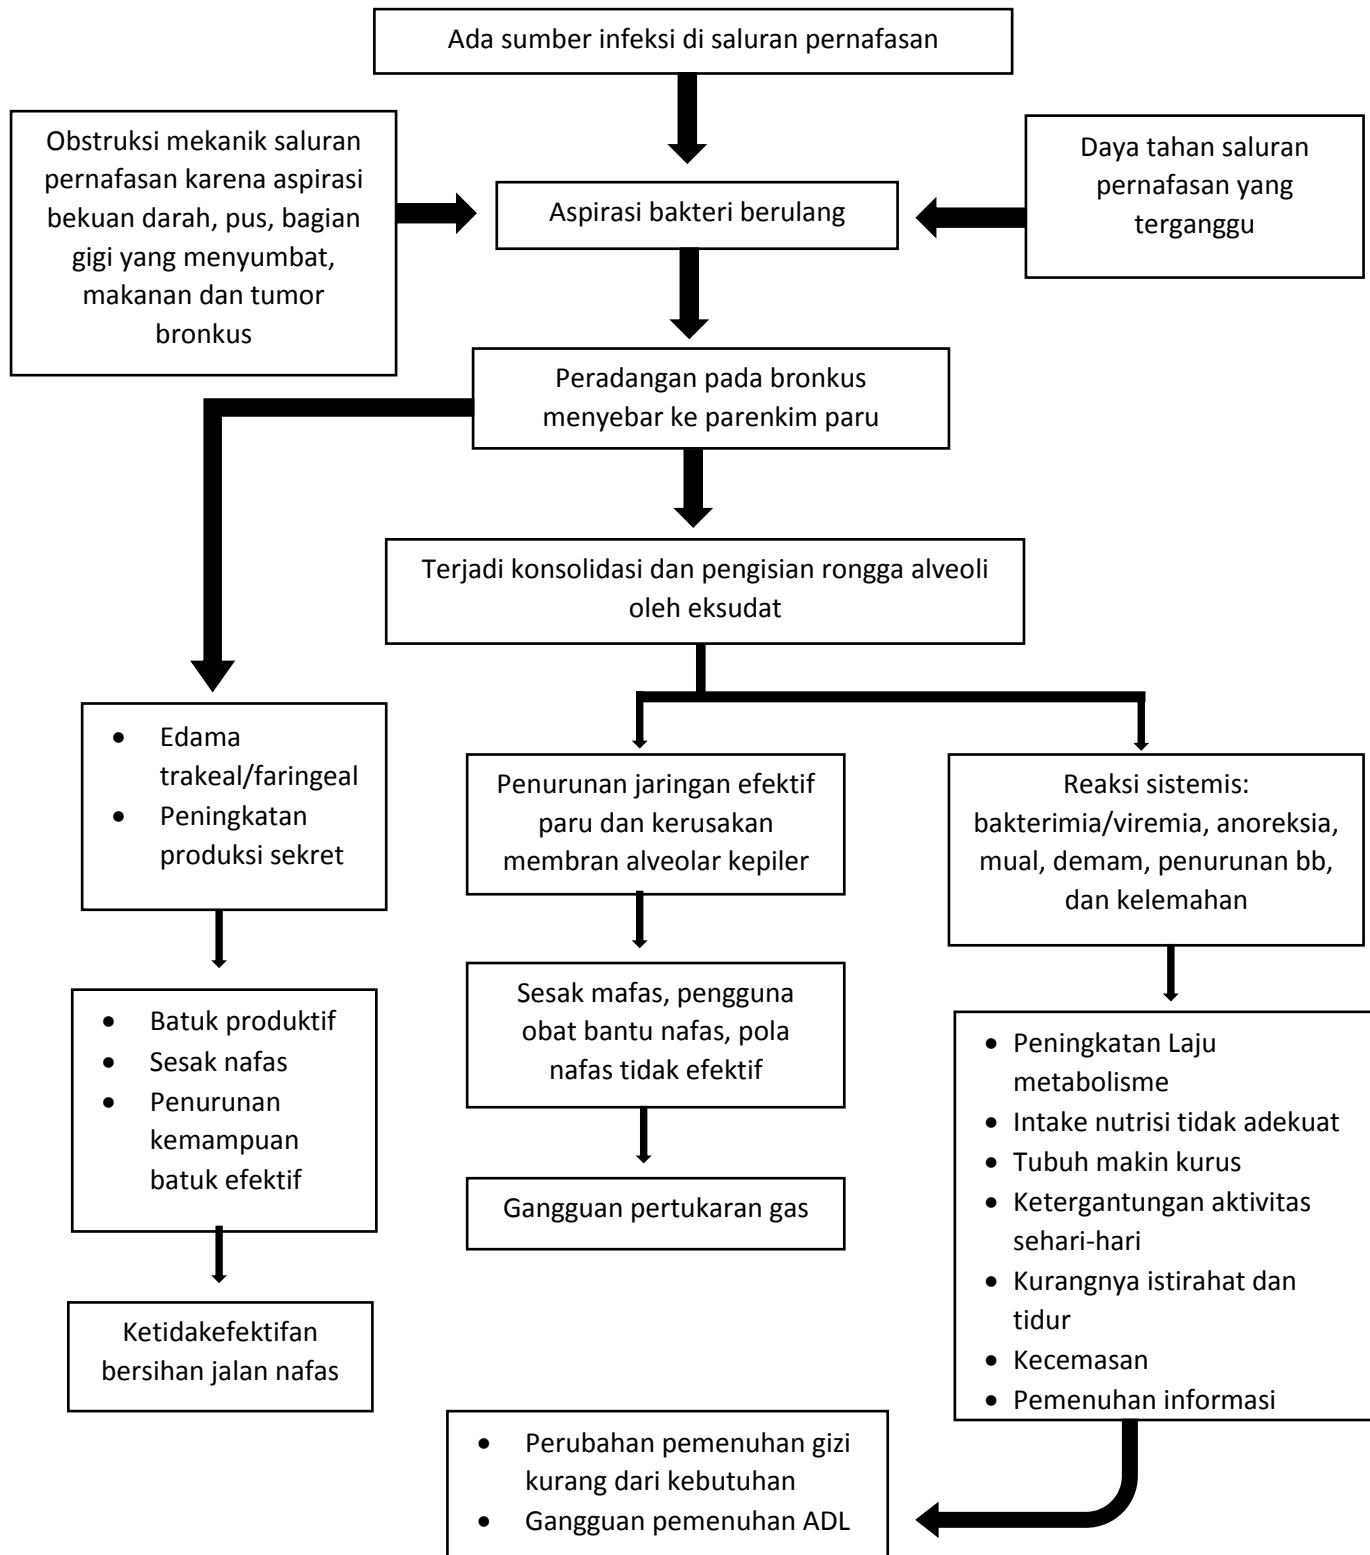 Ada sumber infeksi di saluran pernafasan
Obstruksi mekanik saluran
pernafasan karena aspirasi
bekuan darah, pus, bagian
gigi yang menyumbat,
makanan dan tumor
bronkus
Aspirasi bakteri berulang
Daya tahan saluran
pernafasan yang
terganggu
Peradangan pada bronkus
menyebar ke parenkim paru
Terjadi konsolidasi dan pengisian rongga alveoli
oleh eksudat
• Edama
trakeal/faringeal
• Peningkatan
produksi sekret
Penurunan jaringan efektif
paru dan kerusakan
membran alveolar kepiler
Reaksi sistemis:
bakterimia/viremia, anoreksia,
mual, demam, penurunan bb,
dan kelemahan
• Batuk produktif
• Sesak nafas
• Penurunan
kemampuan
batuk efektif
Sesak mafas, pengguna
obat bantu nafas, pola
nafas tidak efektif
• Peningkatan Laju
metabolisme
• Intake nutrisi tidak adekuat
• Tubuh makin kurus
• Ketergantungan aktivitas
sehari-hari
• Kurangnya istirahat dan
tidur
• Kecemasan
• Pemenuhan informasi
Gangguan pertukaran gas
Ketidakefektifan
bersihan jalan nafas
• Perubahan pemenuhan gizi
kurang dari kebutuhan
• Gangguan pemenuhan ADL